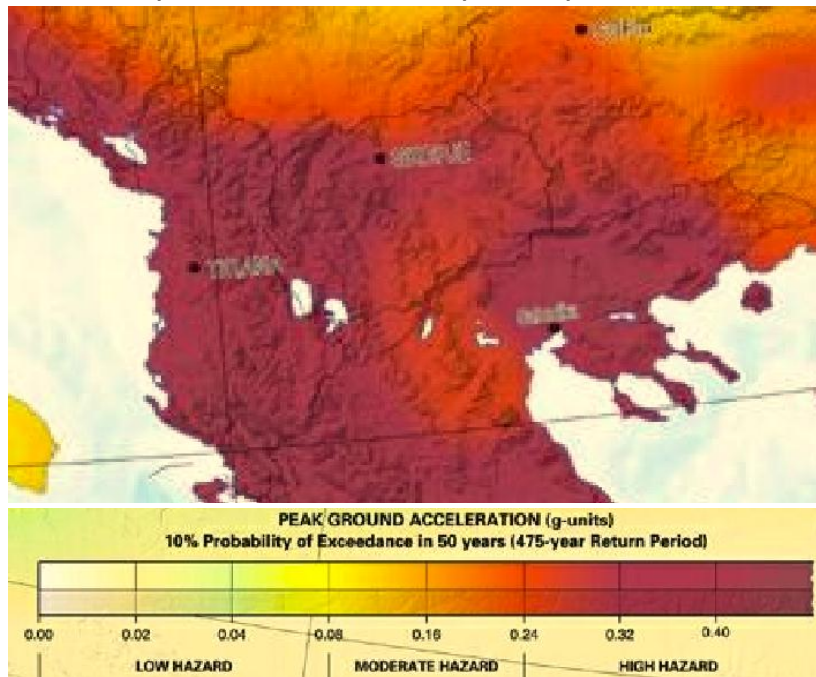 SKOPJE
TIRANA
PEAK GROUND ACCELERATION (g-units)
10% Probability of Exceedance in 50 years (475-year Return Period)
0.00 0.02 0.04 0.08 0.16 0.24 0.32 0.40
LOW HAZARD MODERATE HAZARD HIGH HAZARD